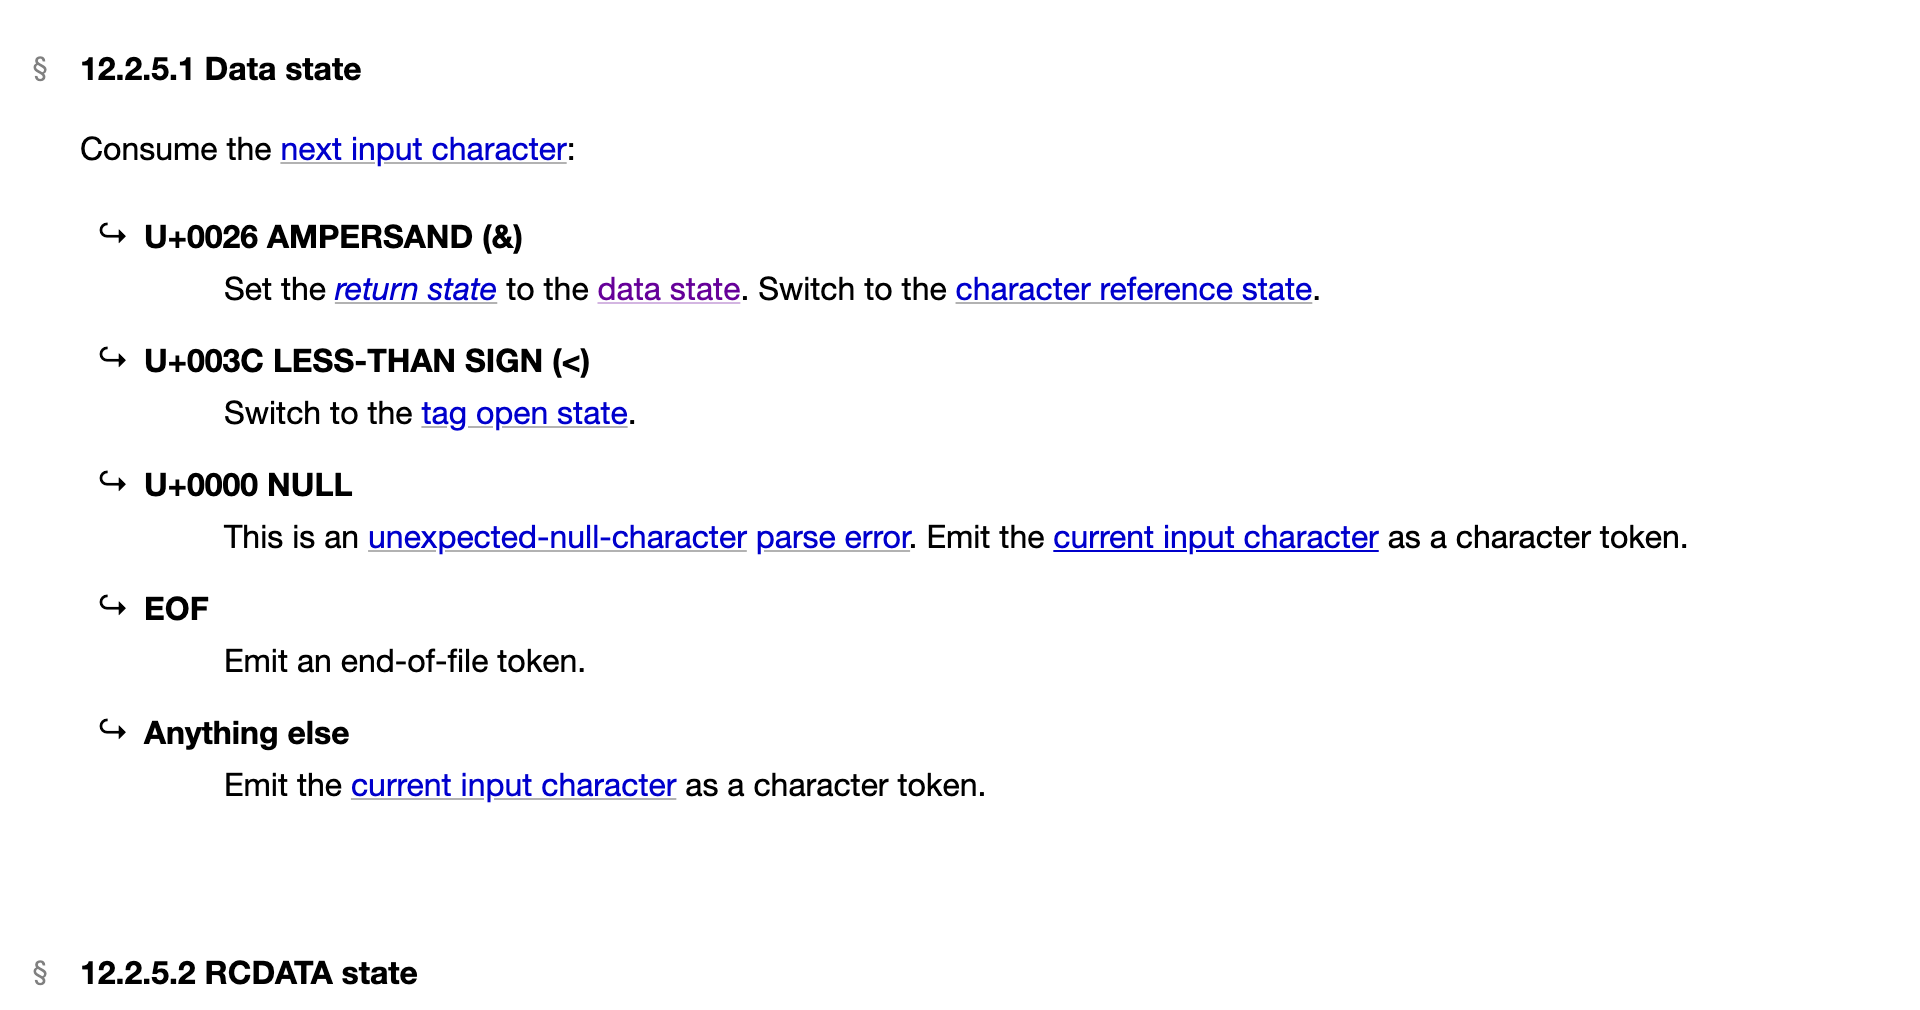 § 12.2.5.1 Data state
Consume the next input character:
↪ U+0026 AMPERSAND (&)
Set the return state to the data state. Switch to the character reference state.
↪ U+003C LESS-THAN SIGN (<)
Switch to the tag open state.
↪ U+0000 NULL
This is an unexpected-null-character parse error. Emit the current input character as a character token.
↪ EOF
Emit an end-of-file token.
↪ Anything else
Emit the current input character as a character token.
§ 12.2.5.2 RCDATA state